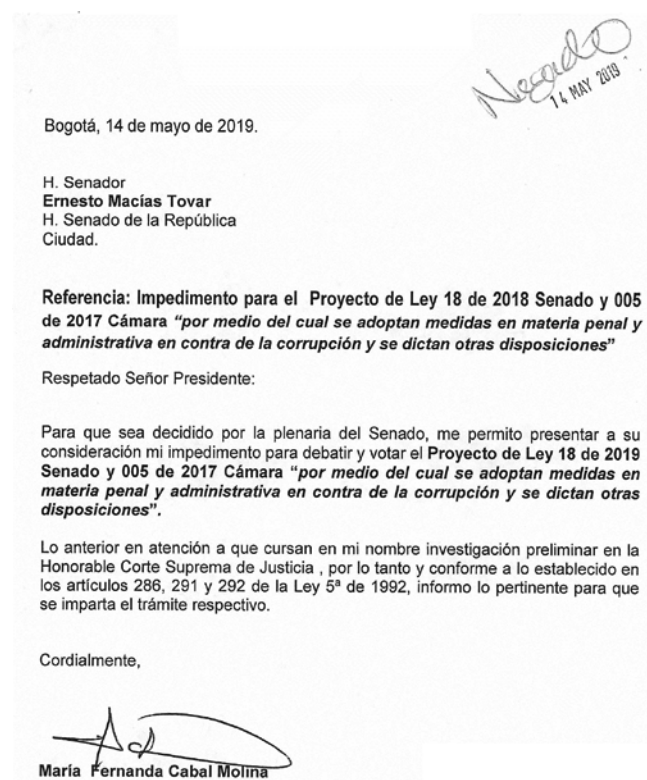 Negado
14 MAY 2019
Bogotá, 14 de mayo de 2019.
H. Senador
Ernesto Macías Tovar
H. Senado de la República
Ciudad.
Referencia: Impedimento para el Proyecto de Ley 18 de 2018 Senado y 005
de 2017 Cámara “por medio del cual se adoptan medidas en materia penal y
administrativa en contra de la corrupción y se dictan otras disposiciones”
Respetado Señor Presidente:
Para que sea decidido por la plenaria del Senado, me permito presentar a su
consideración mi impedimento para debatir y votar el Proyecto de Ley 18 de 2019
Senado y 005 de 2017 Cámara “por medio del cual se adoptan medidas en
materia penal y administrativa en contra de la corrupción y se dictan otras
disposiciones”.
Lo anterior en atención a que cursan en mi nombre investigación preliminar en la
Honorable Corte Suprema de Justicia , por lo tanto y conforme a lo establecido en
los artículos 286, 291 y 292 de la Ley 5ª de 1992, informo lo pertinente para que
se imparta el trámite respectivo.
Cordialmente,
María Fernanda Cabal Molina